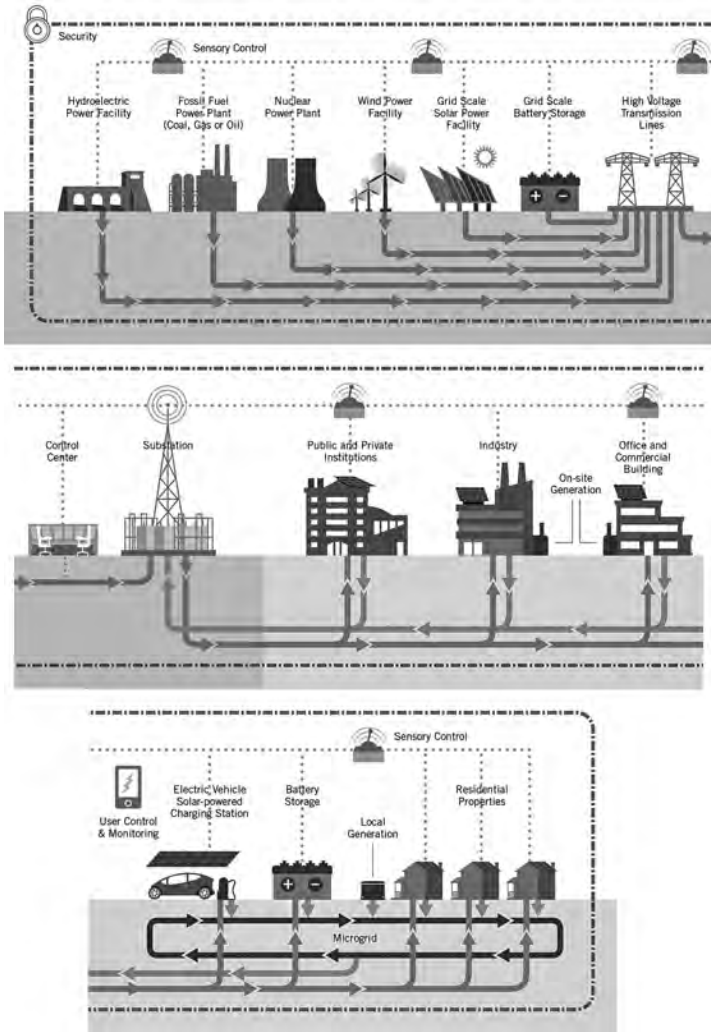 Security
Sensory Control
Hydroelectric
Power Facility
Fossil Fuel
Power Plant
(Coal, Gas or Oil)
Nuclear
Power Plant
Wind Power
Facility
Grid Scale
Solar Power
Facility
Grid Scale
Battery Storage
High Voltage
Transmission
Lines
Control
Center
Substation
Public and Private
Institutions
Industry
On-site
Generation
Office and
Commercial
Building
Sensory Control
User Control
& Monitoring
Electric Vehicle
Solar-powered
Charging Station
Battery
Storage
Local
Generation
Residential
Properties
Microgrid